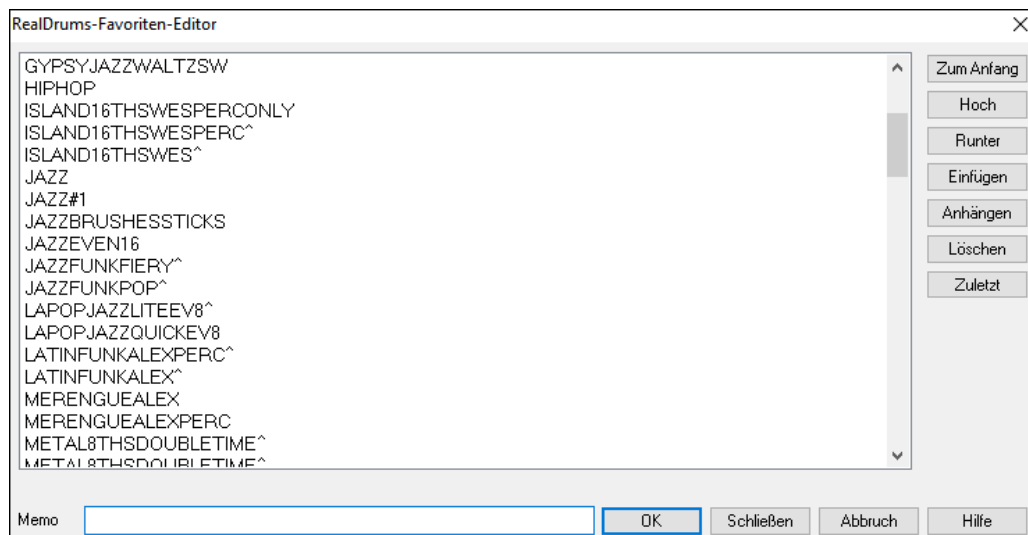 RealDrums-Favoriten-Editor
GYPSYJAZZWALTZSW
HIPHOP
ISLAND16THSWESPERCONLY
ISLAND16THSWESPERC^
ISLAND16THSWES^
JAZZ
JAZZ#1
JAZZBRUSHESSTICKS
JAZZEVEN16
JAZZFUNKFIERY^
JAZZFUNKPOP^
LAPOPJAZZLITEEV8^
LAPOPJAZZQUICKEV8
LATINFUNKALEXPERC^
LATINFUNKALEX^
MERENGUEALEX
MERENGUEALEXPERC
METAL8THSDOUBLETIME^
METAL8THSDOUBLETIME^
Zum Anfang
Hoch
Runter
Einfügen
Anhängen
Löschen
Zuletzt
Memo
OK
Schließen
Abbruch
Hilfe